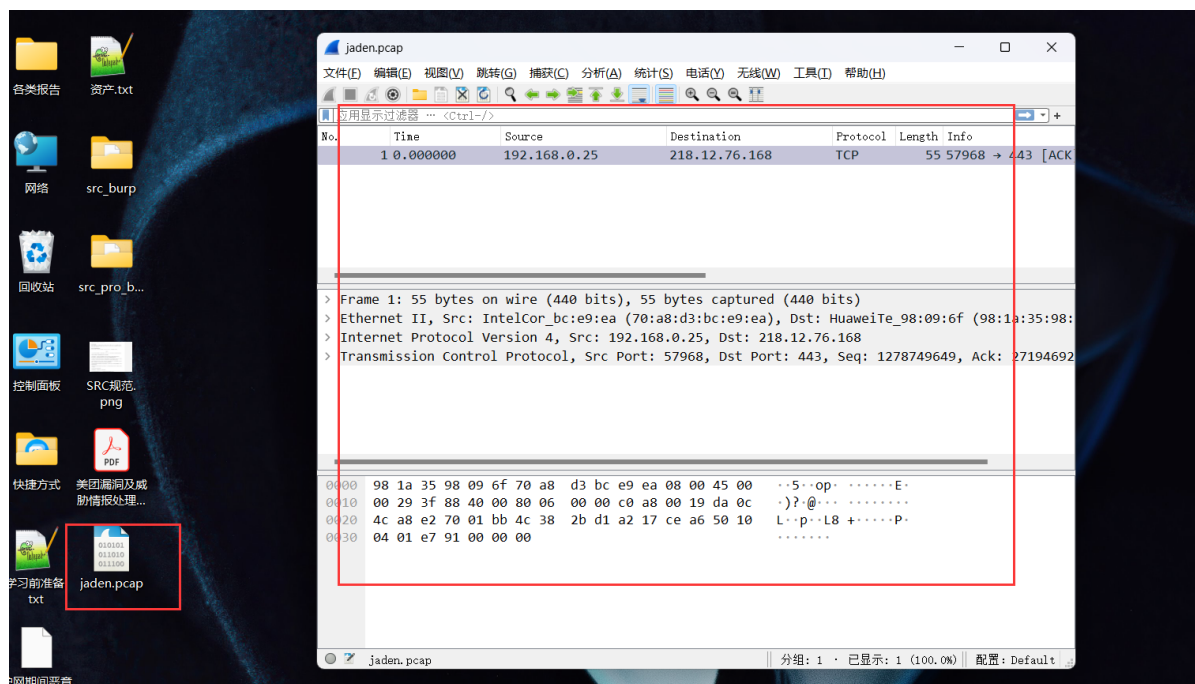 各类报告
资产.txt
网络
src_burp
回收站
src_pro_b...
控制面板
SRC规范.
png
快捷方式
PDF
美团漏洞及威
胁情报处理...
学习前准备
txt
010101
011010
011100
jaden.pcap
jaden.pcap
文件(F) 编辑(E) 视图(V) 跳转(G) 捕获(C) 分析(A) 统计(S) 电话(Y) 无线(W) 工具(T) 帮助(H)
应用显示过滤器 … <Ctrl-/>
No. Time Source Destination Protocol Length Info
1 0.000000 192.168.0.25 218.12.76.168 TCP 55 57968 → 443 [ACK
Frame 1: 55 bytes on wire (440 bits), 55 bytes captured (440 bits)
Ethernet II, Src: IntelCor_bc:e9:ea (70:a8:d3:bc:e9:ea), Dst: HuaweiTe_98:09:6f (98:1a:35:98:
Internet Protocol Version 4, Src: 192.168.0.25, Dst: 218.12.76.168
Transmission Control Protocol, Src Port: 57968, Dst Port: 443, Seq: 1278749649, Ack: 27194692
0000 98 1a 35 98 09 6f 70 a8 d3 bc e9 ea 08 00 45 00 ··5··op· ······E·
0010 00 29 3f 88 40 00 80 06 00 00 c0 a8 00 19 da 0c ·)?·@··· ········
0020 4c a8 e2 70 01 bb 4c 38 2b d1 a2 17 ce a6 50 10 L··p··L8 +·····P·
0030 04 01 e7 91 00 00 00 ·······
jaden.pcap
分组: 1 · 已显示: 1 (100.0%)
配置: Default